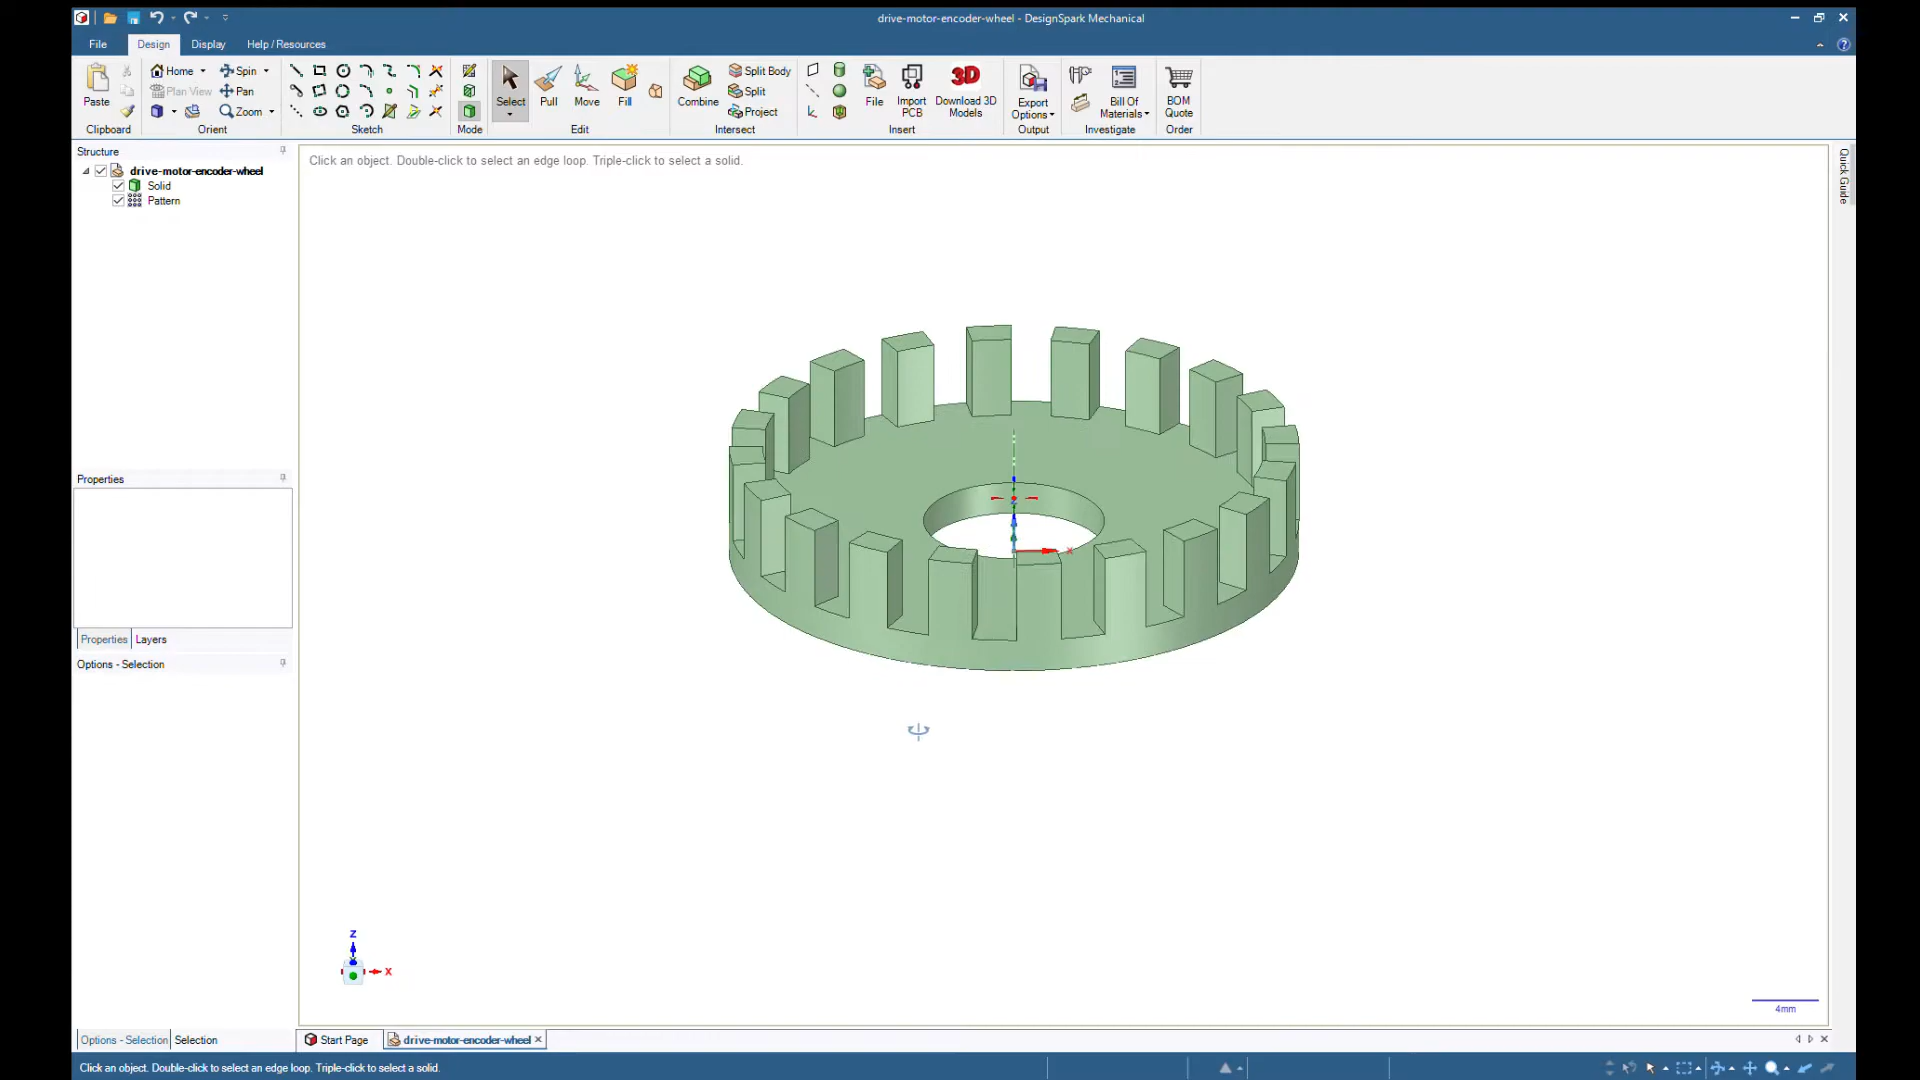 drive-motor-encoder-wheel - DesignSpark Mechanical
File Design Display Help / Resources
Paste
Home Spin
Plan View Pan
Zoom
Select Pull Move Fill
Combine
Split Body
Split
Project
File
Import PCB
3D
Download 3D Models
Export Options
Bill Of Materials
BOM Quote
Clipboard Orient Sketch Mode Edit Intersect Insert Output Investigate Order
Structure
drive-motor-encoder-wheel
Solid
Pattern
Click an object. Double-click to select an edge loop. Triple-click to select a solid.
Quick Guide
Properties
Properties Layers
Options - Selection
Z
X
Z
X
4mm
Options - Selection Selection
Start Page drive-motor-encoder-wheel
Click an object. Double-click to select an edge loop. Triple-click to select a solid.